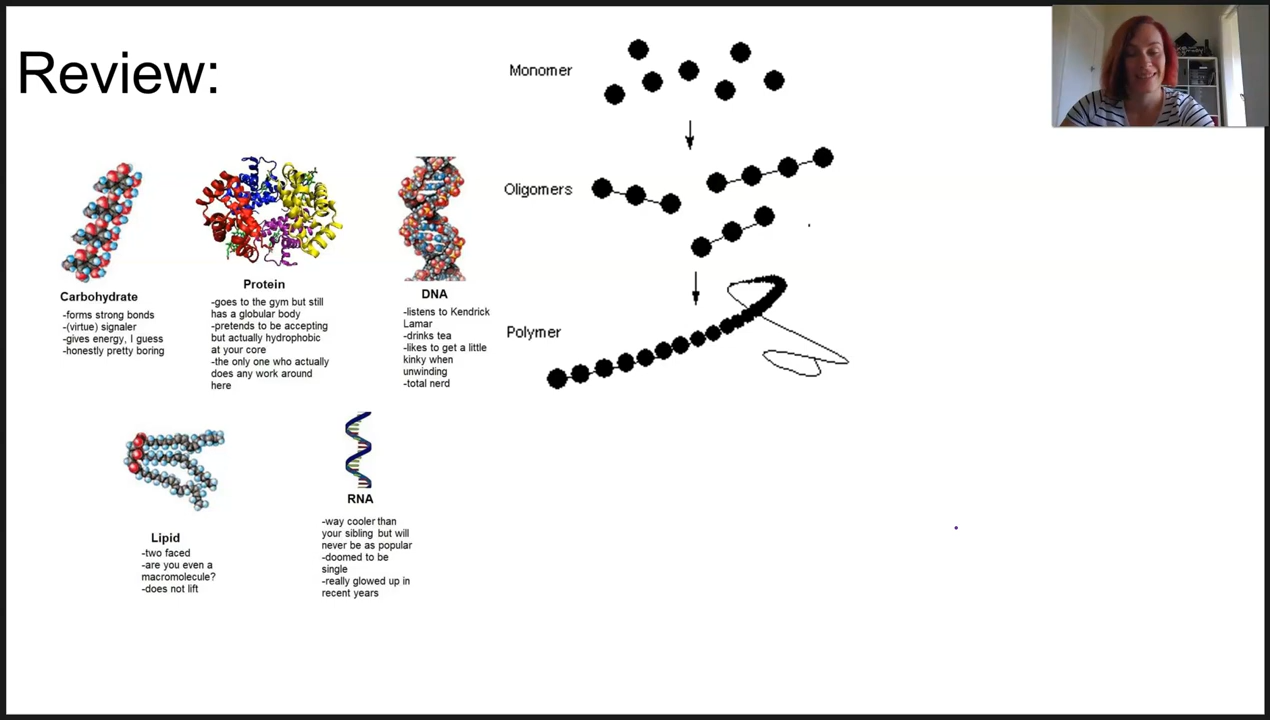 Review:
Monomer
Oligomers
Polymer
Carbohydrate
-forms strong bonds
-(virtue) signaler
-gives energy, I guess
-honestly pretty boring
Protein
-goes to the gym but still
has a globular body
-pretends to be accepting
but actually hydrophobic
at your core
-the only one who actually
does any work around
here
DNA
-listens to Kendrick
Lamar
-drinks tea
-likes to get a little
kinky when
unwinding
-total nerd
Lipid
-two faced
-are you even a
macromolecule?
-does not lift
RNA
-way cooler than
your sibling but will
never be as popular
-doomed to be
single
-really glowed up in
recent years